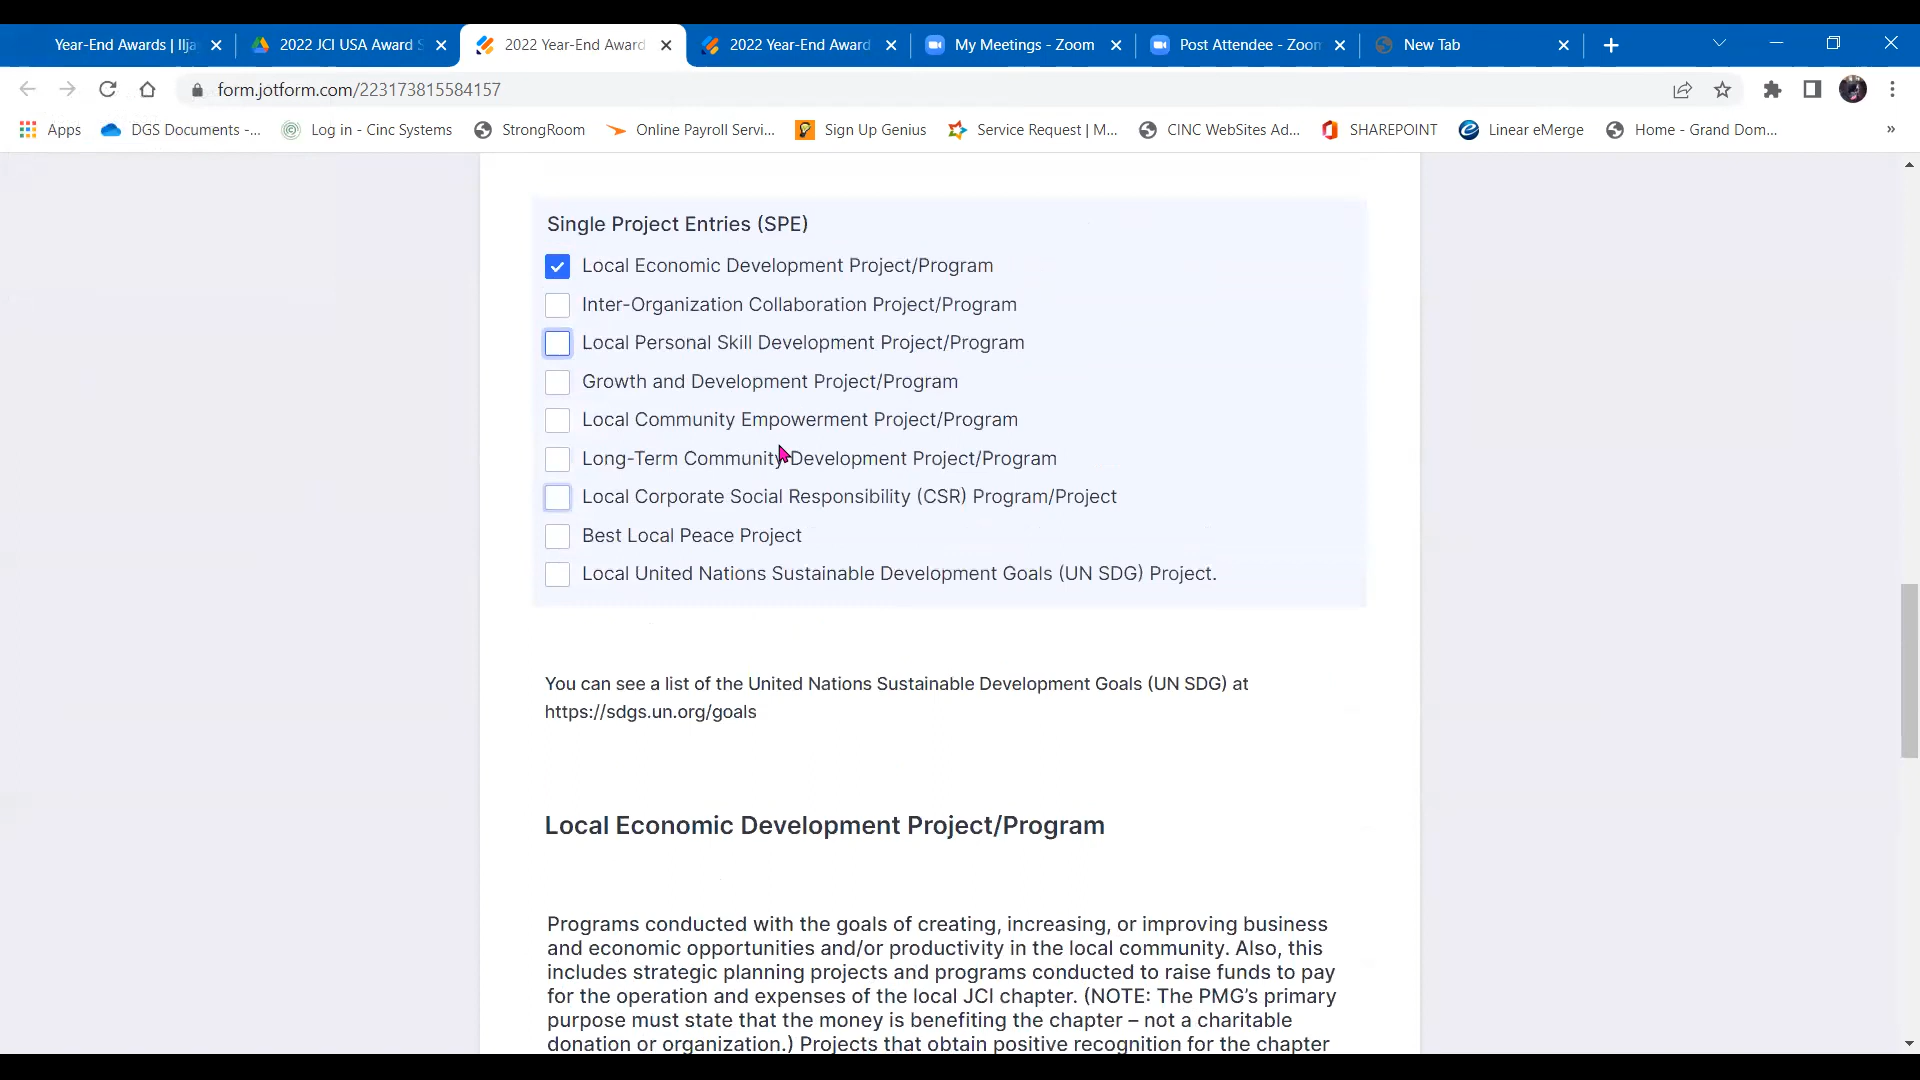 Year-End Awards | Ilja
2022 JCI USA Award S
2022 Year-End Award
2022 Year-End Award
My Meetings - Zoom
Post Attendee - Zoom
New Tab
form.jotform.com/223173815584157
Apps
DGS Documents -...
Log in - Cinc Systems
StrongRoom
Online Payroll Servi...
Sign Up Genius
Service Request | M...
CINC WebSites Ad...
SHAREPOINT
Linear eMerge
Home - Grand Dom...
»
Single Project Entries (SPE)
Local Economic Development Project/Program
Inter-Organization Collaboration Project/Program
Local Personal Skill Development Project/Program
Growth and Development Project/Program
Local Community Empowerment Project/Program
Long-Term Community Development Project/Program
Local Corporate Social Responsibility (CSR) Program/Project
Best Local Peace Project
Local United Nations Sustainable Development Goals (UN SDG) Project.
You can see a list of the United Nations Sustainable Development Goals (UN SDG) at
https://sdgs.un.org/goals
Local Economic Development Project/Program
Programs conducted with the goals of creating, increasing, or improving business
and economic opportunities and/or productivity in the local community. Also, this
includes strategic planning projects and programs conducted to raise funds to pay
for the operation and expenses of the local JCI chapter. (NOTE: The PMG's primary
purpose must state that the money is benefiting the chapter – not a charitable
donation or organization.) Projects that obtain positive recognition for the chapter